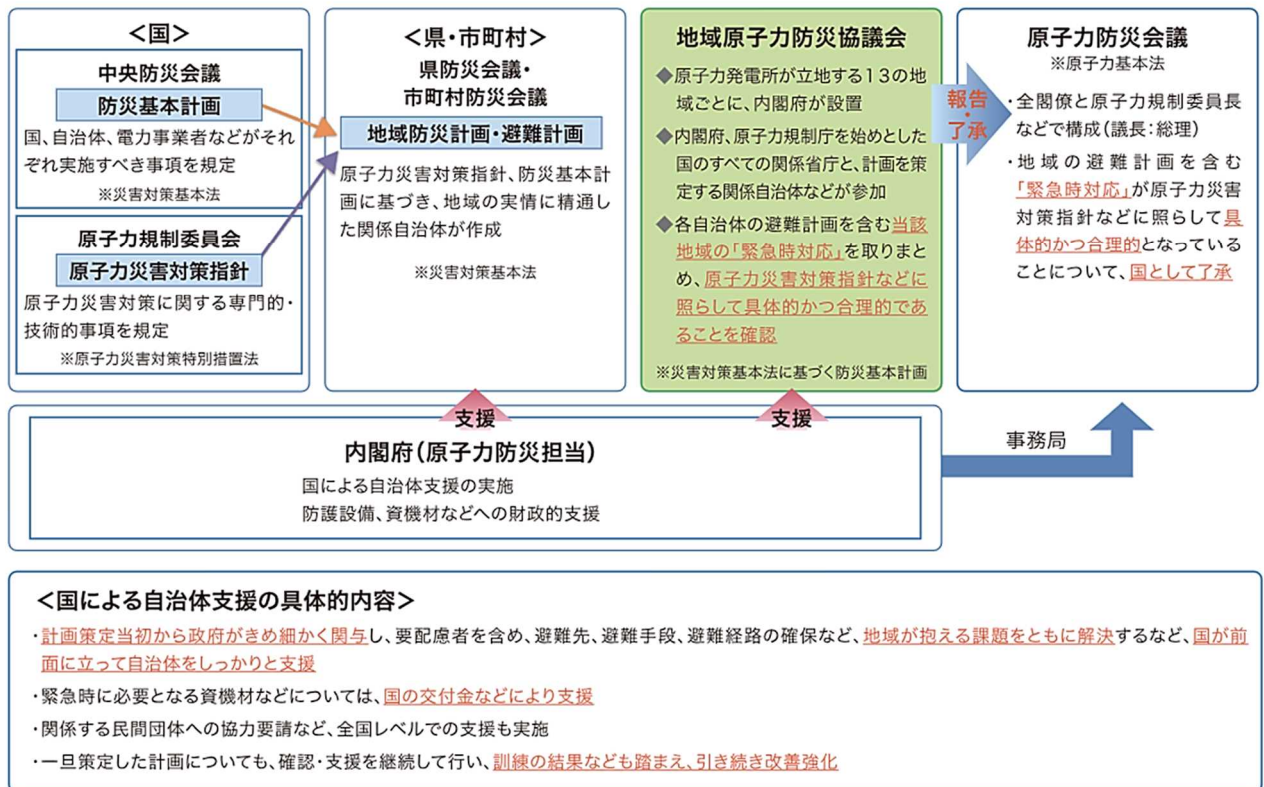 <国>
中央防災会議
防災基本計画
国、自治体、電力事業者などがそれ
ぞれ実施すべき事項を規定
※災害対策基本法
原子力規制委員会
原子力災害対策指針
原子力災害対策に関する専門的・
技術的事項を規定
※原子力災害対策特別措置法
<県・市町村>
県防災会議・
市町村防災会議
地域防災計画・避難計画
原子力災害対策指針、防災基本計
画に基づき、地域の実情に精通し
た関係自治体が作成
※災害対策基本法
地域原子力防災協議会
◆原子力発電所が立地する13の地
域ごとに、内閣府が設置
◆内閣府、原子力規制庁を始めとした
国のすべての関係省庁と、計画を策
定する関係自治体などが参加
◆各自治体の避難計画を含む当該
地域の「緊急時対応」を取りまと
め、原子力災害対策指針などに
照らして具体的かつ合理的であ
ることを確認
※災害対策基本法に基づく防災基本計画
報告
・
了承
原子力防災会議
※原子力基本法
・全閣僚と原子力規制委員長
などで構成(議長:総理)
・地域の避難計画を含む
「緊急時対応」が原子力災害
対策指針などに照らして具
体的かつ合理的となっている
ことについて、国として了承
支援
支援
内閣府(原子力防災担当)
国による自治体支援の実施
防護設備、資機材などへの財政的支援
事務局
<国による自治体支援の具体的内容>
・計画策定当初から政府がきめ細かく関与し、要配慮者を含め、避難先、避難手段、避難経路の確保など、地域が抱える課題をともに解決するなど、国が前
面に立って自治体をしっかりと支援
・緊急時に必要となる資機材などについては、国の交付金などにより支援
・関係する民間団体への協力要請など、全国レベルでの支援も実施
・一旦策定した計画についても、確認・支援を継続して行い、訓練の結果なども踏まえ、引き続き改善強化